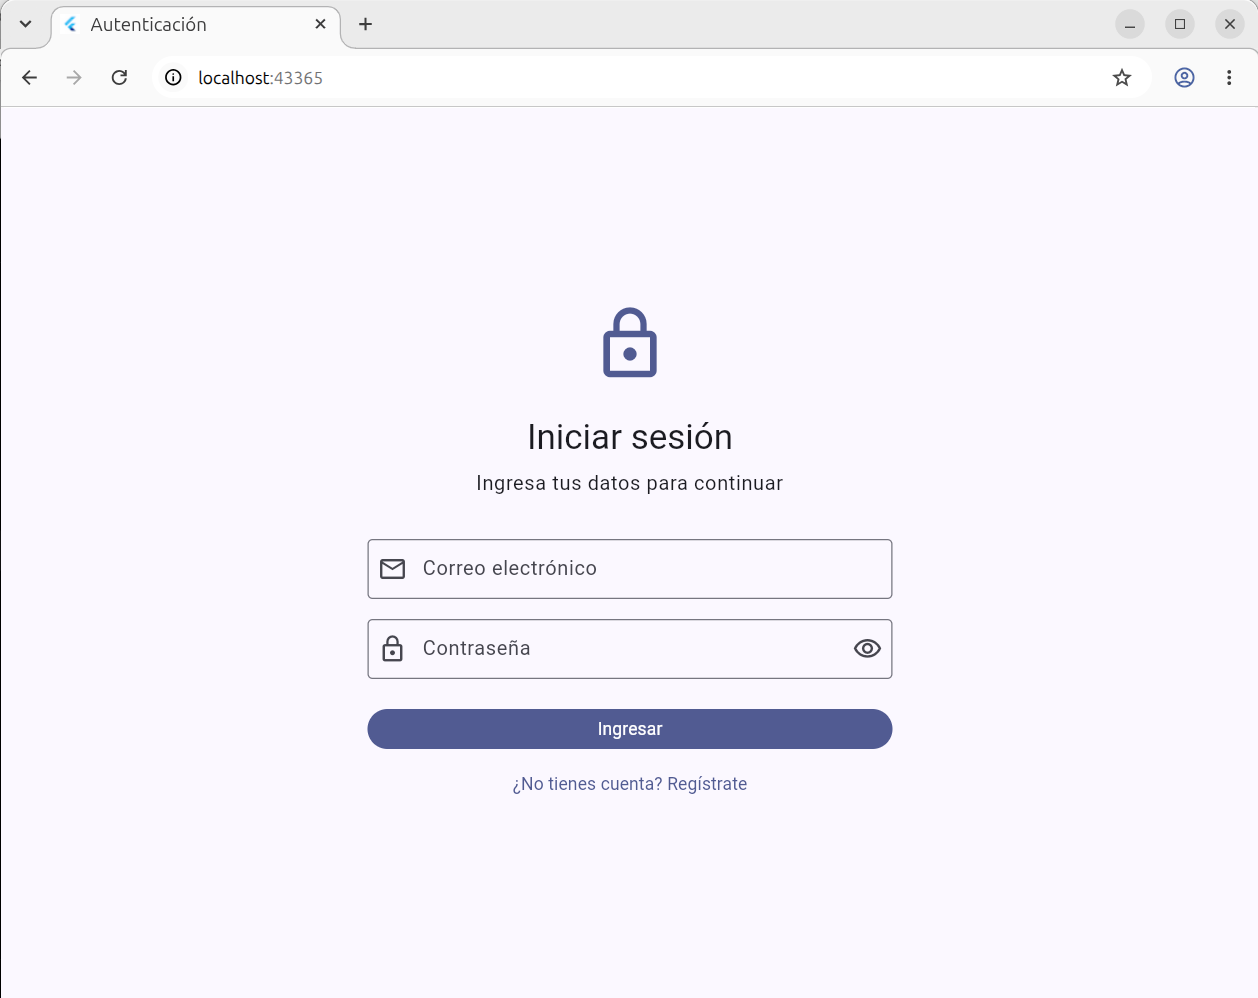 Autenticación
localhost:43365
Iniciar sesión
Ingresa tus datos para continuar
Correo electrónico
Contraseña
Ingresar
¿No tienes cuenta? Regístrate